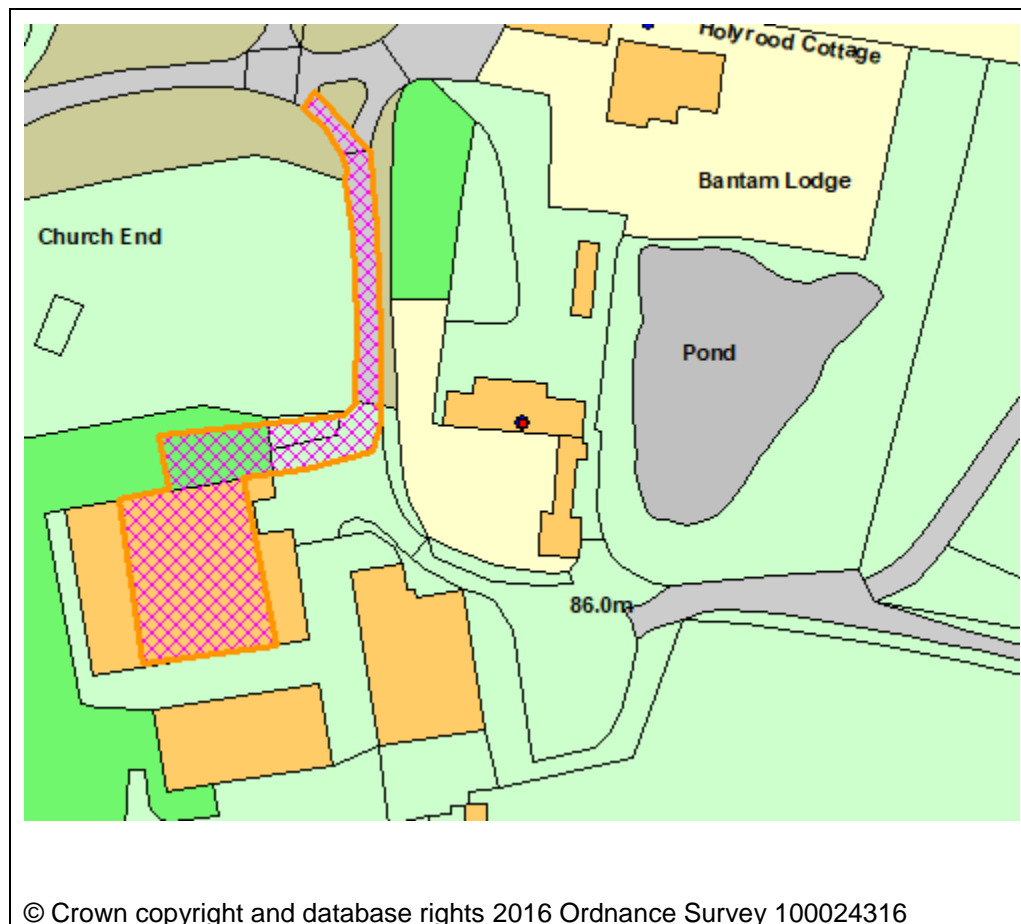 Holyrood Cottage
Bantam Lodge
Church End
Pond
86.0m
© Crown copyright and database rights 2016 Ordnance Survey 100024316